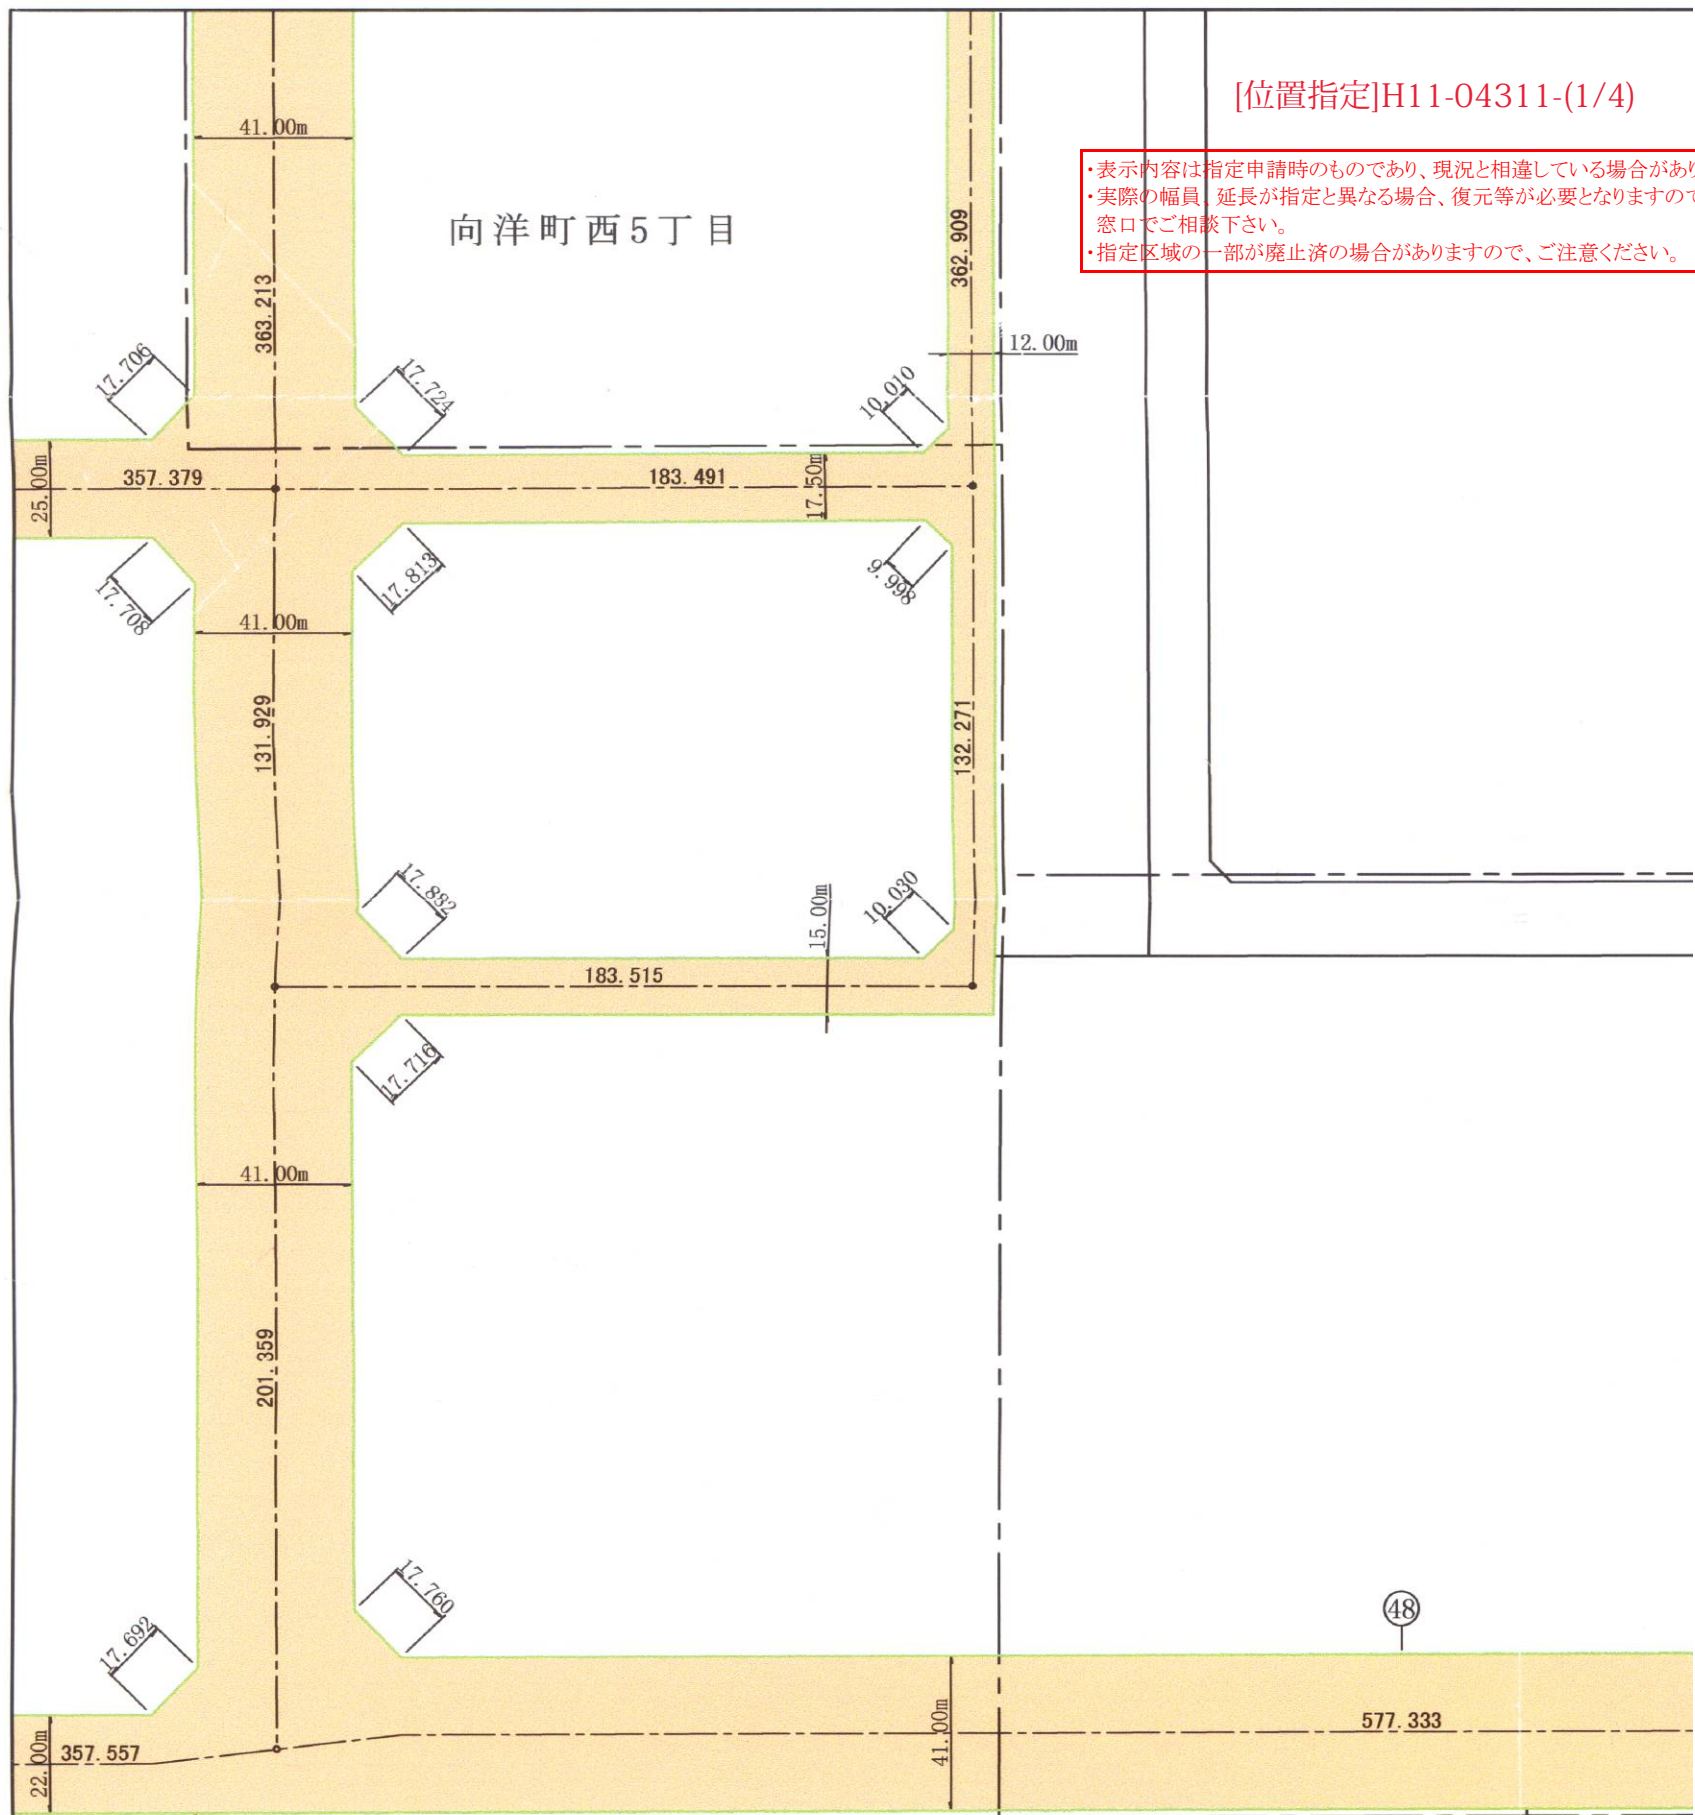 [位置指定]H11-04311-(1/4)
・表示内容は指定申請時のものであり、現況と相違している場合があり
・実際の幅員、延長が指定と異なる場合、復元等が必要となりますので
窓口でご相談下さい。
・指定区域の一部が廃止済の場合がありますので、ご注意ください。
41.00m
向洋町西5丁目
362.909
363.213
12.00m
17.706
17.724
10.010
25.00m
357.379
183.491
17.50m
17.708
17.813
9.998
41.00m
131.929
132.271
17.882
15.00m
10.030
183.515
17.716
41.00m
201.359
17.692
17.760
48
22.00m
357.557
41.00m
577.333